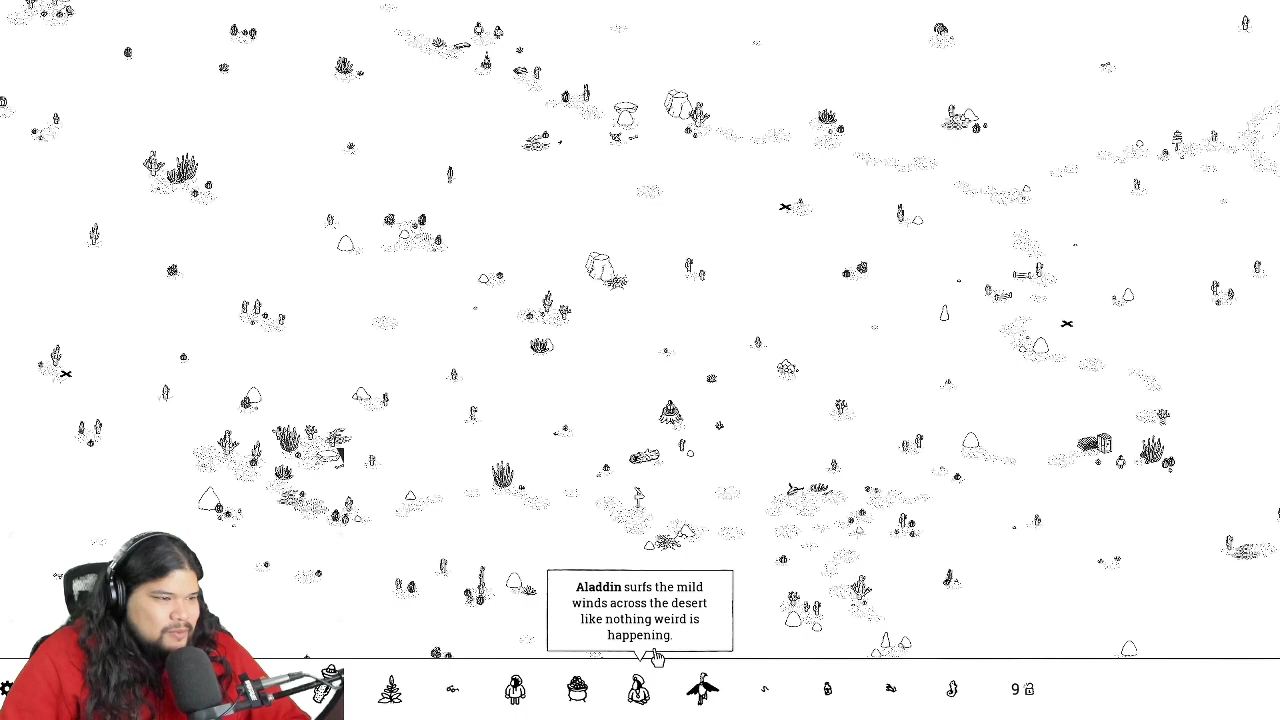 Aladdin surfs the mild
winds across the desert
like nothing weird is
happening.
9